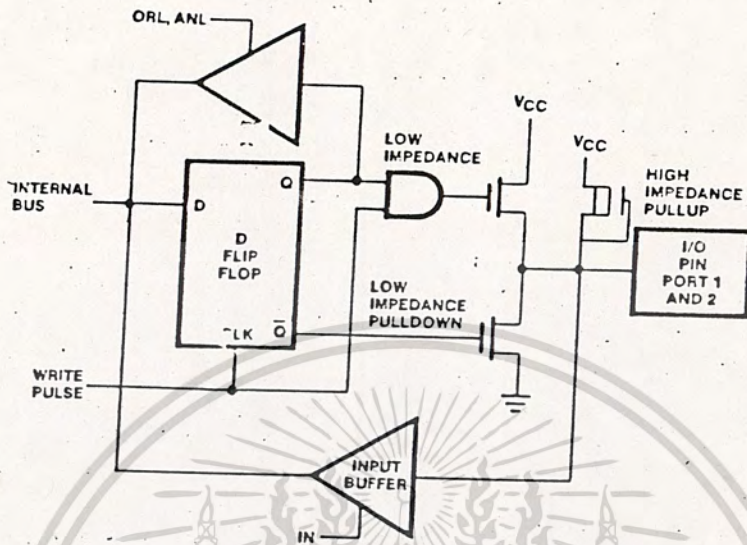 ORL, ANL
VCC
LOW
IMPEDANCE
VCC
HIGH
IMPEDANCE
PULLUP
INTERNAL
BUS
D
Q
D
FLIP
FLOP
I/O
PIN
PORT 1
AND 2
LOW
IMPEDANCE
PULLDOWN
CLK
Q̅
WRITE
PULSE
INPUT
BUFFER
IN